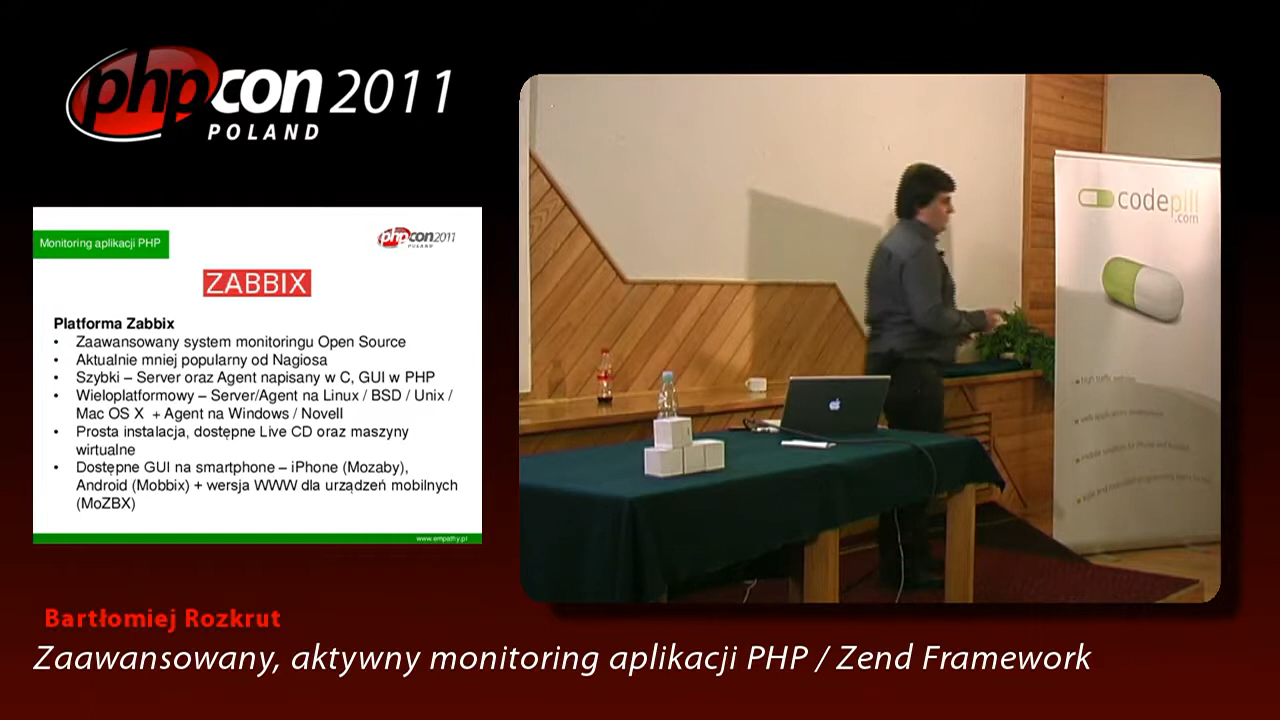 phpcon 2011
POLAND
Monitoring aplikacji PHP
phpcon 2011
POLAND
ZABBIX
Platforma Zabbix
• Zaawansowany system monitoringu Open Source
• Aktualnie mniej popularny od Nagiosa
• Szybki – Server oraz Agent napisany w C, GUI w PHP
• Wieloplatformowy – Server/Agent na Linux / BSD / Unix /
Mac OS X + Agent na Windows / Novell
• Prosta instalacja, dostępne Live CD oraz maszyny
wirtualne
• Dostępne GUI na smartphone – iPhone (Mozaby),
Android (Mobbix) + wersja WWW dla urządzeń mobilnych
(MoZBX)
www.empathy.pl
codepill
.com
Bartłomiej Rozkrut
Zaawansowany, aktywny monitoring aplikacji PHP / Zend Framework